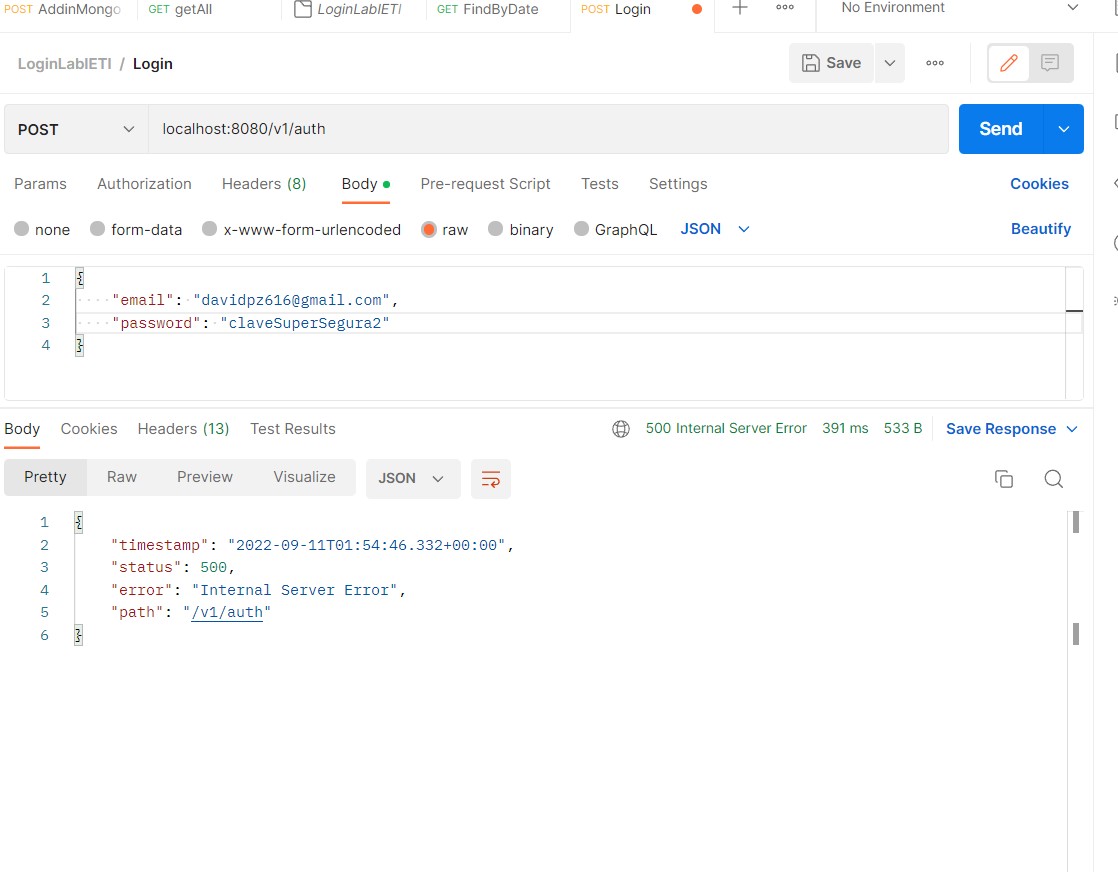 POST AddinMongo GET getAll LoginLabIETI GET FindByDate POST Login No Environment
LoginLabIETI / Login Save
POST localhost:8080/v1/auth Send
Params Authorization Headers (8) Body Pre-request Script Tests Settings Cookies
none form-data x-www-form-urlencoded raw binary GraphQL JSON Beautify
1 {
2 "email": "davidpz616@gmail.com",
3 "password": "claveSuperSegura2"
4 }
Body Cookies Headers (13) Test Results 500 Internal Server Error 391 ms 533 B Save Response
Pretty Raw Preview Visualize JSON
1 {
2 "timestamp": "2022-09-11T01:54:46.332+00:00",
3 "status": 500,
4 "error": "Internal Server Error",
5 "path": "/v1/auth"
6 }